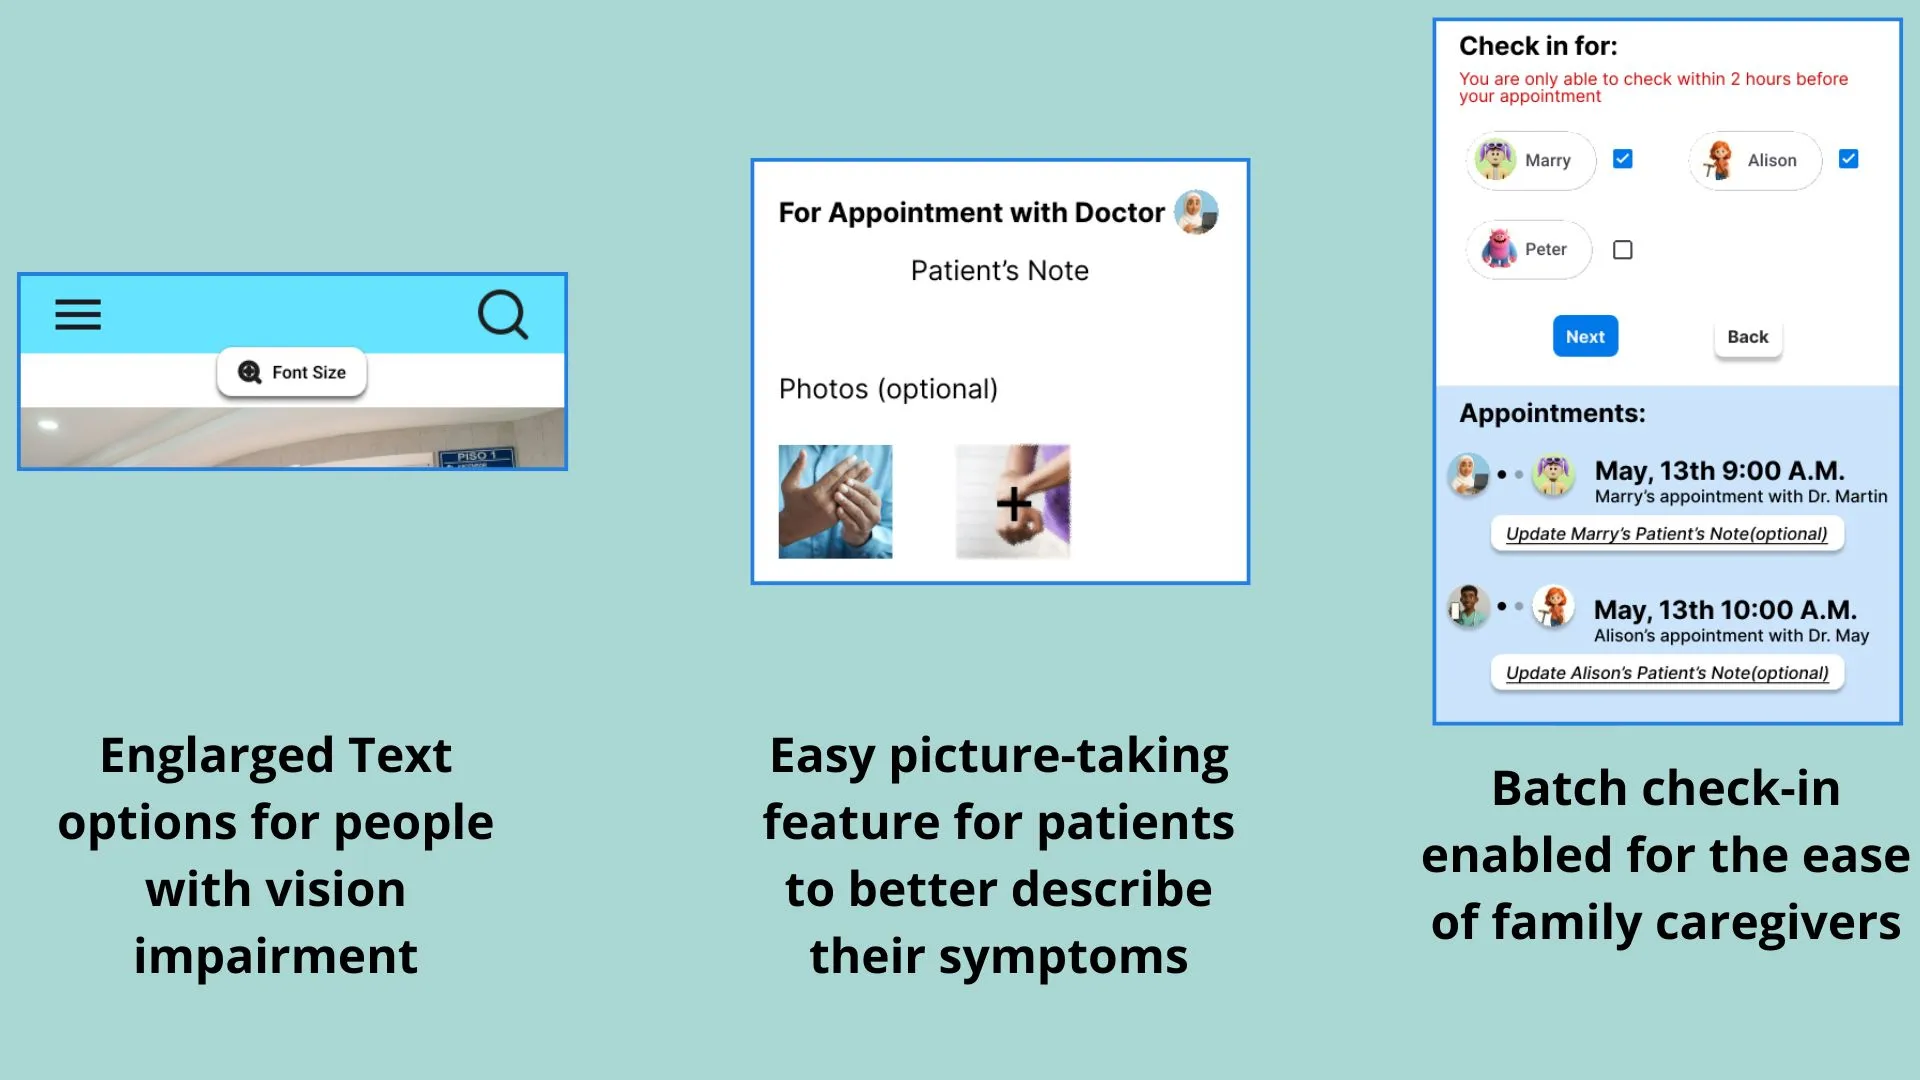 Font Size
PISO 1
Englarged Text
options for people
with vision
impairment
For Appointment with Doctor
Patient's Note
Photos (optional)
Easy picture-taking
feature for patients
to better describe
their symptoms
Check in for:
You are only able to check within 2 hours before
your appointment
Marry
Alison
Peter
Next
Back
Appointments:
May, 13th 9:00 A.M.
Marry's appointment with Dr. Martin
Update Marry's Patient's Note(optional)
May, 13th 10:00 A.M.
Alison's appointment with Dr. May
Update Alison's Patient's Note(optional)
Batch check-in
enabled for the ease
of family caregivers